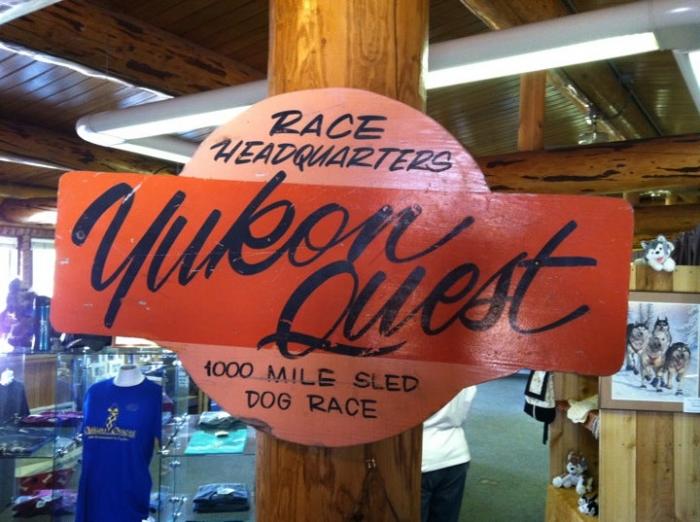 RACE
HEADQUARTERS
Yukon
Quest
1000 MILE SLED
DOG RACE